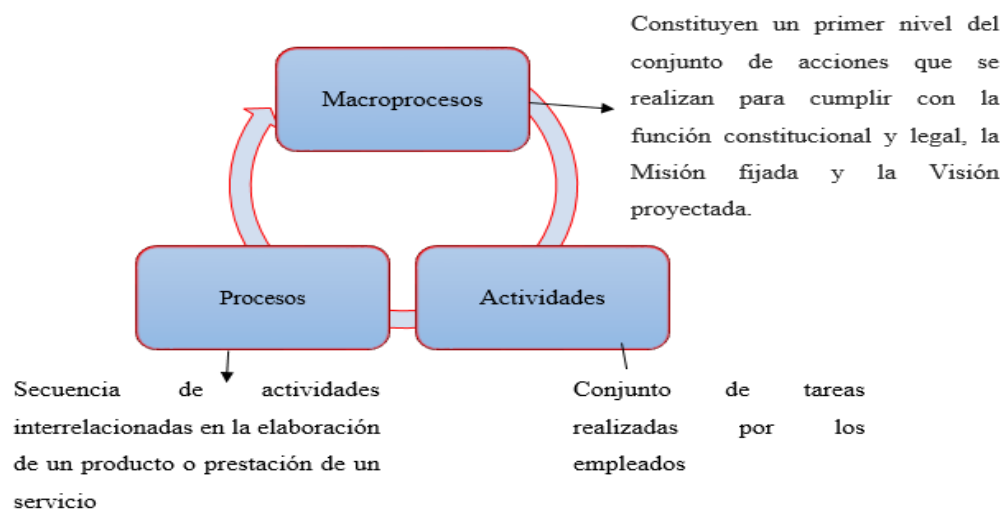 Macroprocesos
Constituyen un primer nivel del
conjunto de acciones que se
realizan para cumplir con la
función constitucional y legal, la
Misión fijada y la Visión
proyectada.
Procesos
Actividades
Secuencia de actividades
interrelacionadas en la elaboración
de un producto o prestación de un
servicio
Conjunto de tareas
realizadas por los
empleados